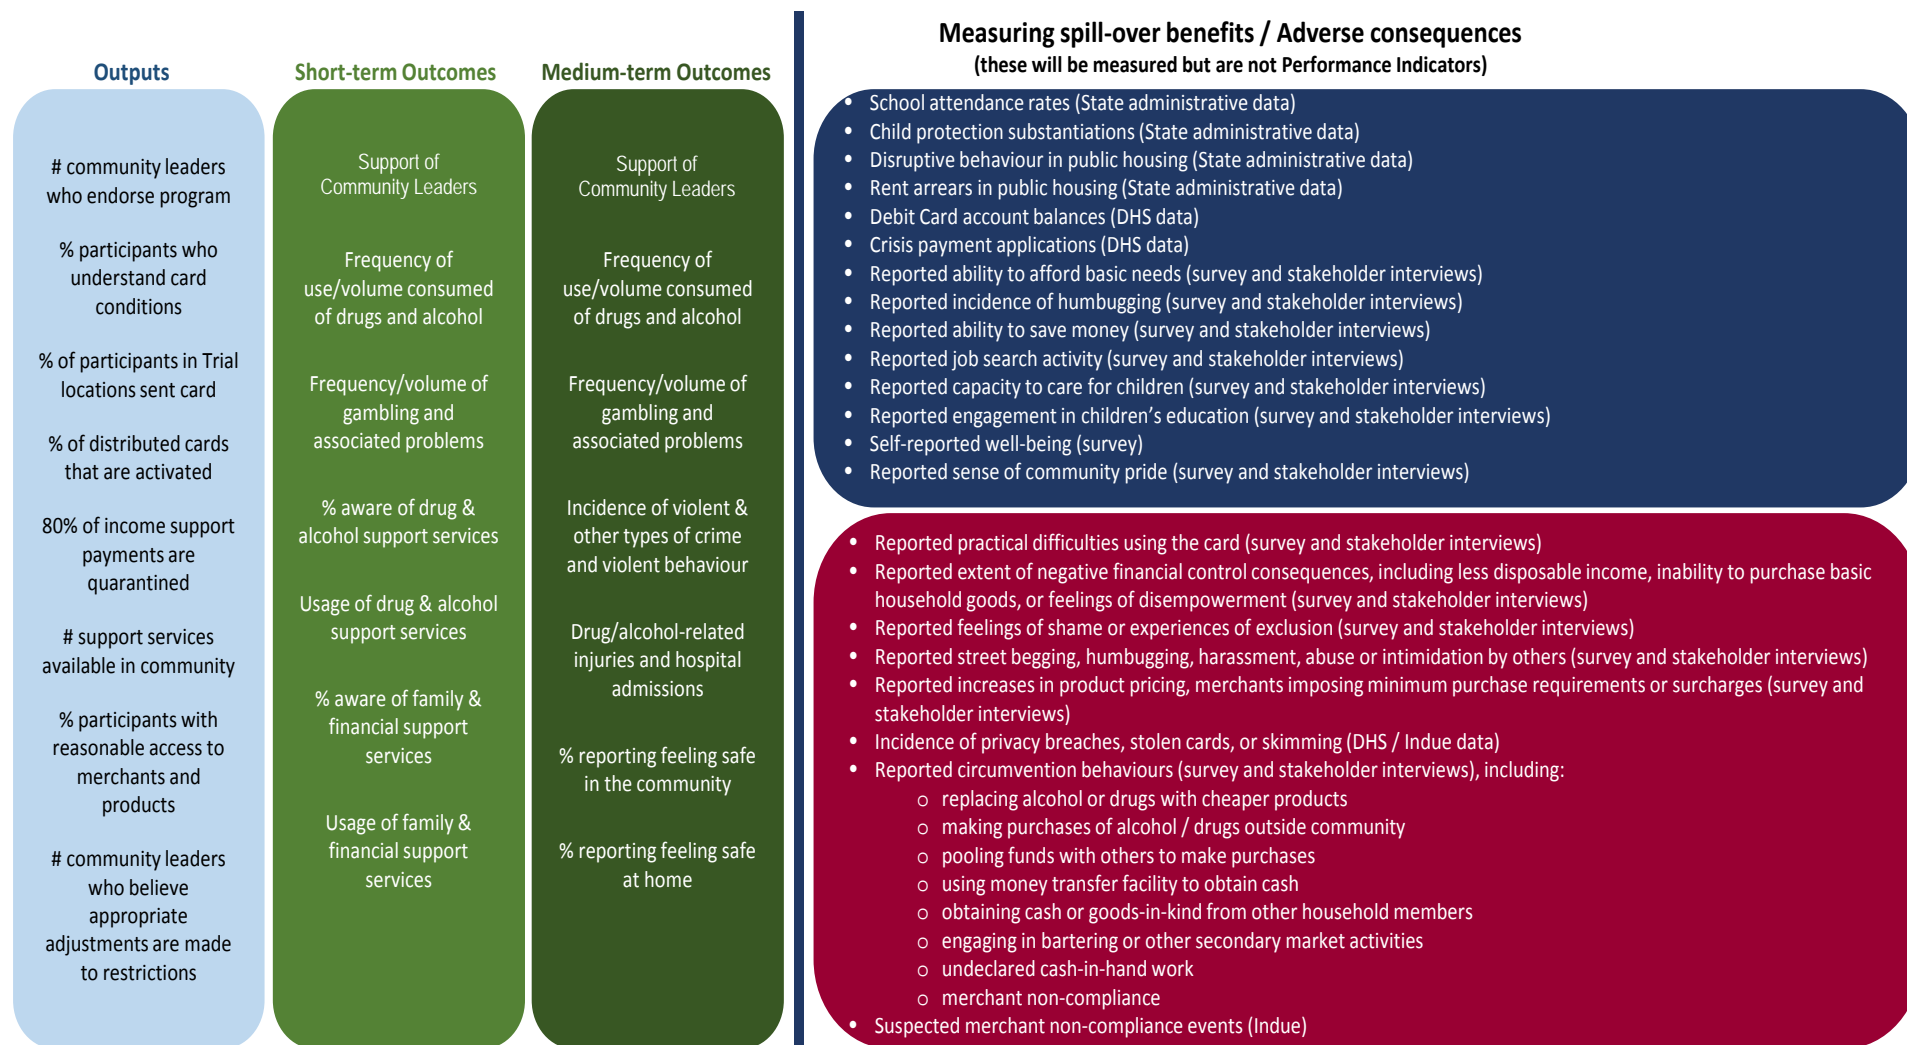 Outputs
# community leaders
who endorse program
% participants who
understand card
conditions
% of participants in Trial
locations sent card
% of distributed cards
that are activated
80% of income support
payments are
quarantined
# support services
available in community
% participants with
reasonable access to
merchants and
products
# community leaders
who believe
appropriate
adjustments are made
to restrictions
Short-term Outcomes
Support of
Community Leaders
Frequency of
use/volume consumed
of drugs and alcohol
Frequency/volume of
gambling and
associated problems
% aware of drug &
alcohol support services
Usage of drug & alcohol
support services
% aware of family &
financial support
services
Usage of family &
financial support
services
Medium-term Outcomes
Support of
Community Leaders
Frequency of
use/volume consumed
of drugs and alcohol
Frequency/volume of
gambling and
associated problems
Incidence of violent &
other types of crime
and violent behaviour
Drug/alcohol-related
injuries and hospital
admissions
% reporting feeling safe
in the community
% reporting feeling safe
at home
Measuring spill-over benefits / Adverse consequences
(these will be measured but are not Performance Indicators)
• School attendance rates (State administrative data)
• Child protection substantiations (State administrative data)
• Disruptive behaviour in public housing (State administrative data)
• Rent arrears in public housing (State administrative data)
• Debit Card account balances (DHS data)
• Crisis payment applications (DHS data)
• Reported ability to afford basic needs (survey and stakeholder interviews)
• Reported incidence of humbugging (survey and stakeholder interviews)
• Reported ability to save money (survey and stakeholder interviews)
• Reported job search activity (survey and stakeholder interviews)
• Reported capacity to care for children (survey and stakeholder interviews)
• Reported engagement in children’s education (survey and stakeholder interviews)
• Self-reported well-being (survey)
• Reported sense of community pride (survey and stakeholder interviews)
• Reported practical difficulties using the card (survey and stakeholder interviews)
• Reported extent of negative financial control consequences, including less disposable income, inability to purchase basic
household goods, or feelings of disempowerment (survey and stakeholder interviews)
• Reported feelings of shame or experiences of exclusion (survey and stakeholder interviews)
• Reported street begging, humbugging, harassment, abuse or intimidation by others (survey and stakeholder interviews)
• Reported increases in product pricing, merchants imposing minimum purchase requirements or surcharges (survey and
stakeholder interviews)
• Incidence of privacy breaches, stolen cards, or skimming (DHS / Indue data)
• Reported circumvention behaviours (survey and stakeholder interviews), including:
o replacing alcohol or drugs with cheaper products
o making purchases of alcohol / drugs outside community
o pooling funds with others to make purchases
o using money transfer facility to obtain cash
o obtaining cash or goods-in-kind from other household members
o engaging in bartering or other secondary market activities
o undeclared cash-in-hand work
o merchant non-compliance
• Suspected merchant non-compliance events (Indue)